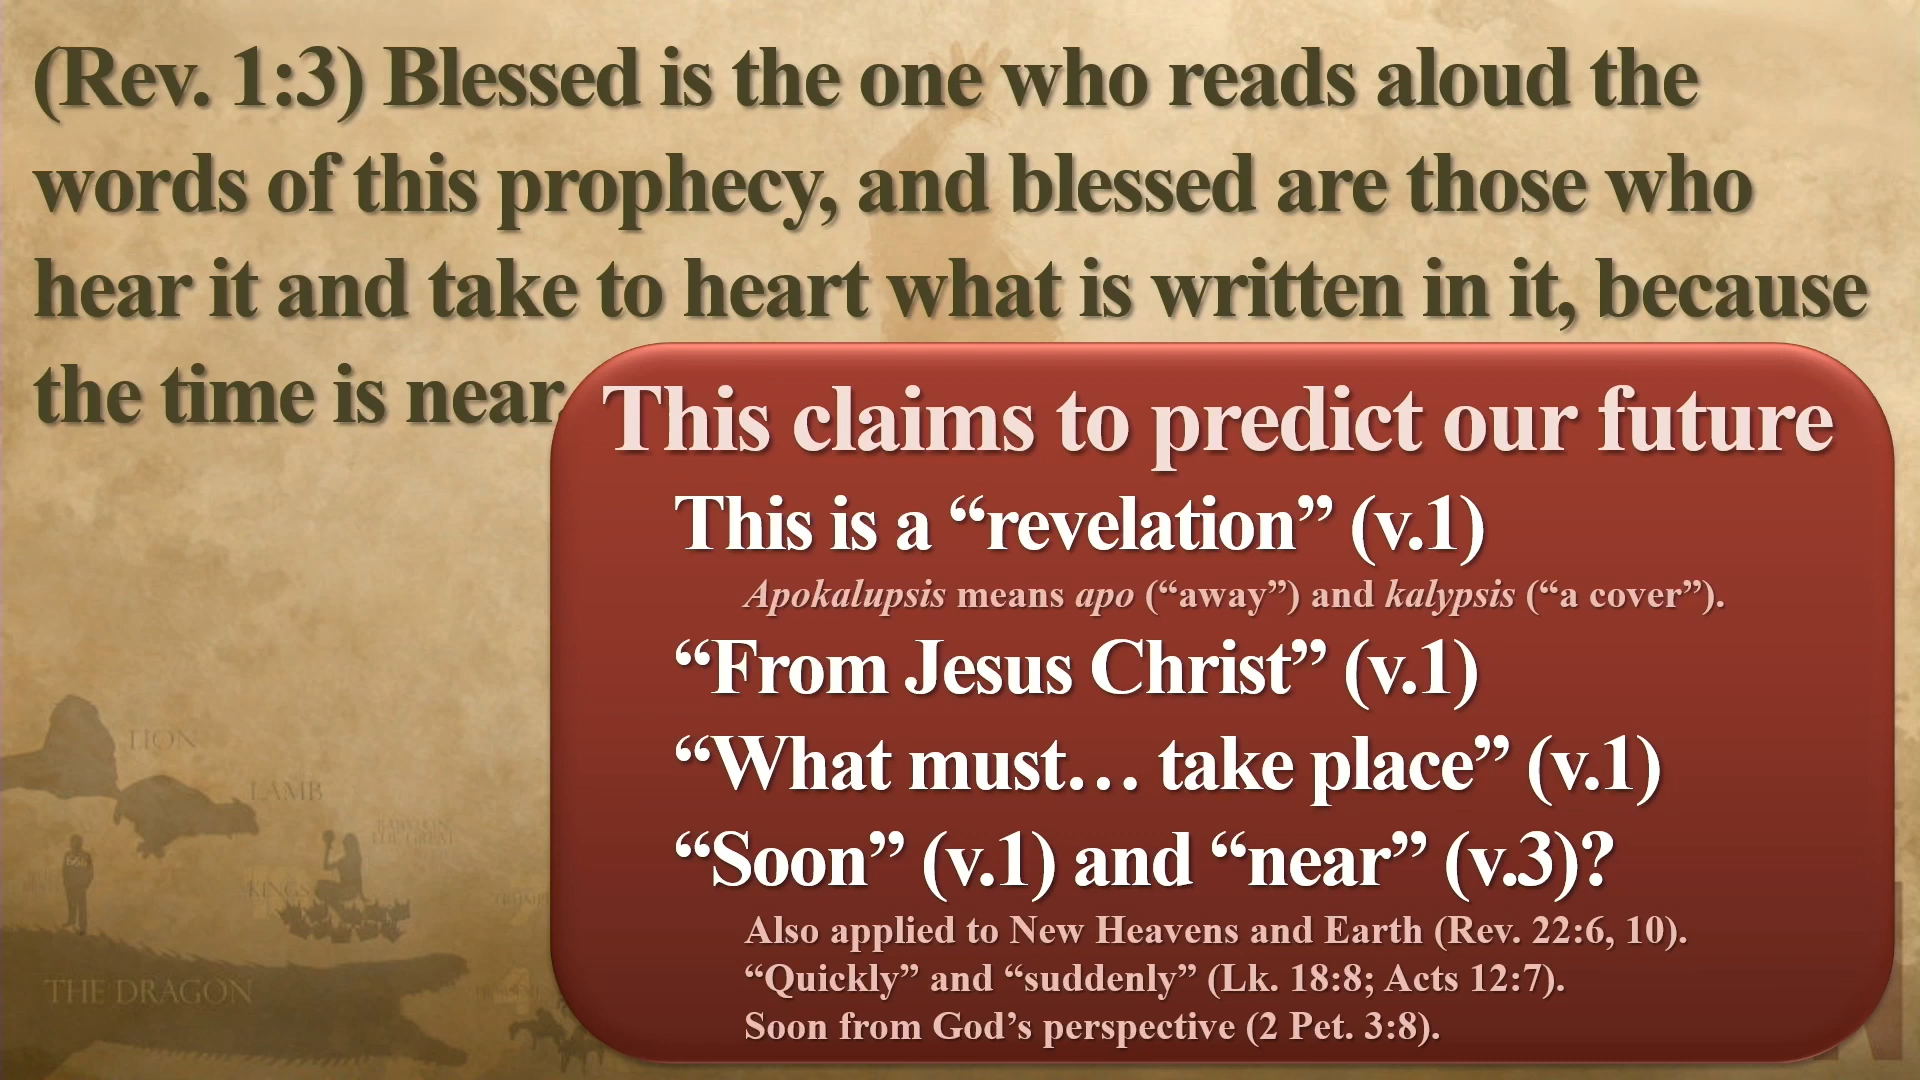 (Rev. 1:3) Blessed is the one who reads aloud the
words of this prophecy, and blessed are those who
hear it and take to heart what is written in it, because
the time is near.
This claims to predict our future
This is a “revelation” (v.1)
Apokalupsis means apo (“away”) and kalypsis (“a cover”).
“From Jesus Christ” (v.1)
“What must… take place” (v.1)
“Soon” (v.1) and “near” (v.3)?
Also applied to New Heavens and Earth (Rev. 22:6, 10).
“Quickly” and “suddenly” (Lk. 18:8; Acts 12:7).
Soon from God’s perspective (2 Pet. 3:8).
LION
LAMB
BABYLON
THE GREAT
666
KINGS
THE DRAGON